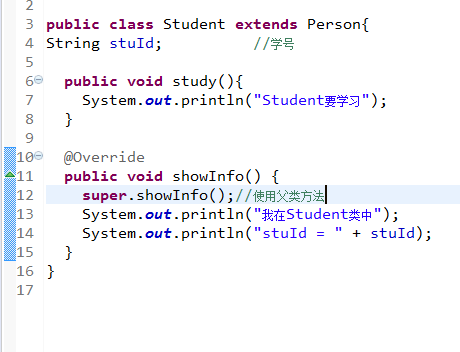 2
3 public class Student extends Person{
4 String stuId;            //学号
5
6   public void study(){
7     System.out.println("Student要学习");
8   }
9
10   @Override
11   public void showInfo() {
12     super.showInfo();//使用父类方法
13     System.out.println("我在Student类中");
14     System.out.println("stuId = " + stuId);
15   }
16 }
17